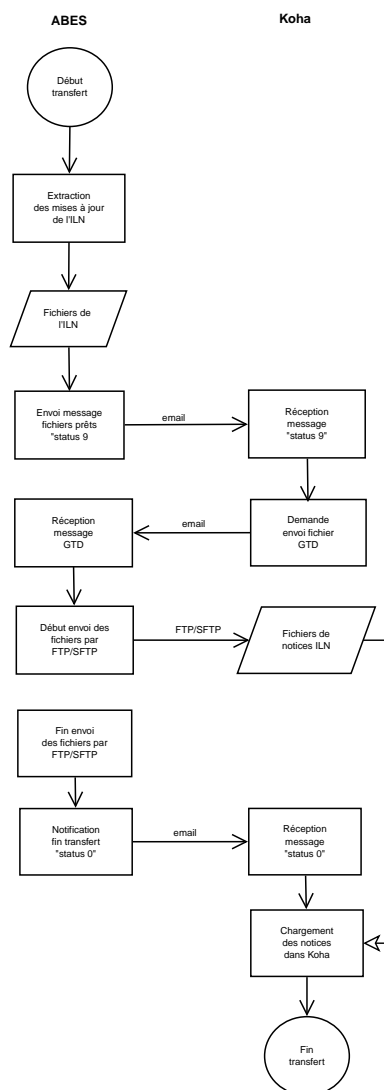 ABES
Koha
Début
transfert
Extraction
des mises à jour
de l'ILN
Fichiers de
l'ILN
Envoi message
fichiers prêts
"status 9
email
Réception
message
"status 9"
Réception
message
GTD
email
Demande
envoi fichier
GTD
Début envoi des
fichiers par
FTP/SFTP
FTP/SFTP
Fichiers de
notices ILN
Fin envoi
des fichiers par
FTP/SFTP
Notification
fin transfert
"status 0"
email
Réception
message
"status 0"
Chargement
des notices
dans Koha
Fin
transfert